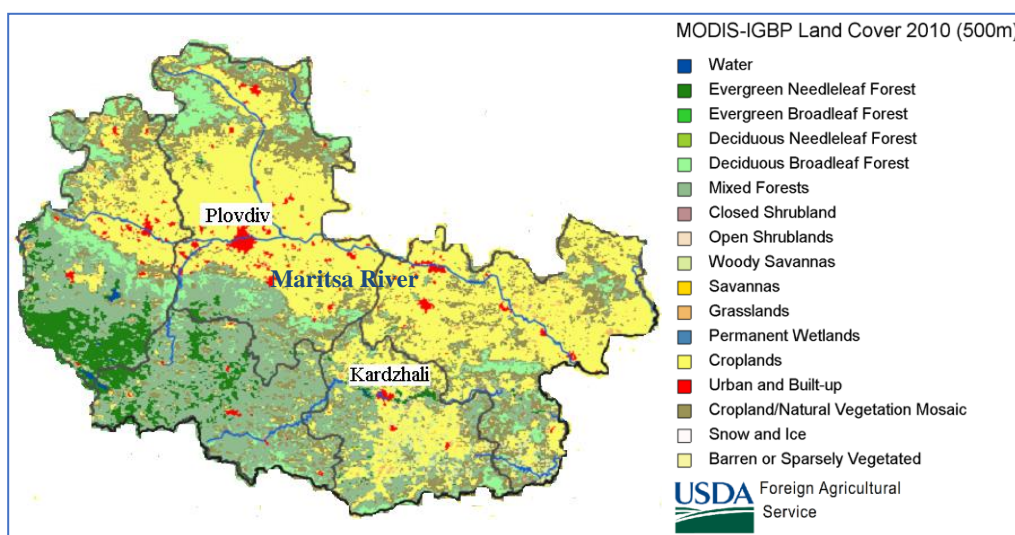 MODIS-IGBP Land Cover 2010 (500m)
Water
Evergreen Needleleaf Forest
Evergreen Broadleaf Forest
Deciduous Needleleaf Forest
Deciduous Broadleaf Forest
Mixed Forests
Closed Shrubland
Open Shrublands
Woody Savannas
Savannas
Grasslands
Permanent Wetlands
Croplands
Urban and Built-up
Cropland/Natural Vegetation Mosaic
Snow and Ice
Barren or Sparsely Vegetated
Plovdiv
Maritsa River
Kardzhali
USDA
Foreign Agricultural
Service